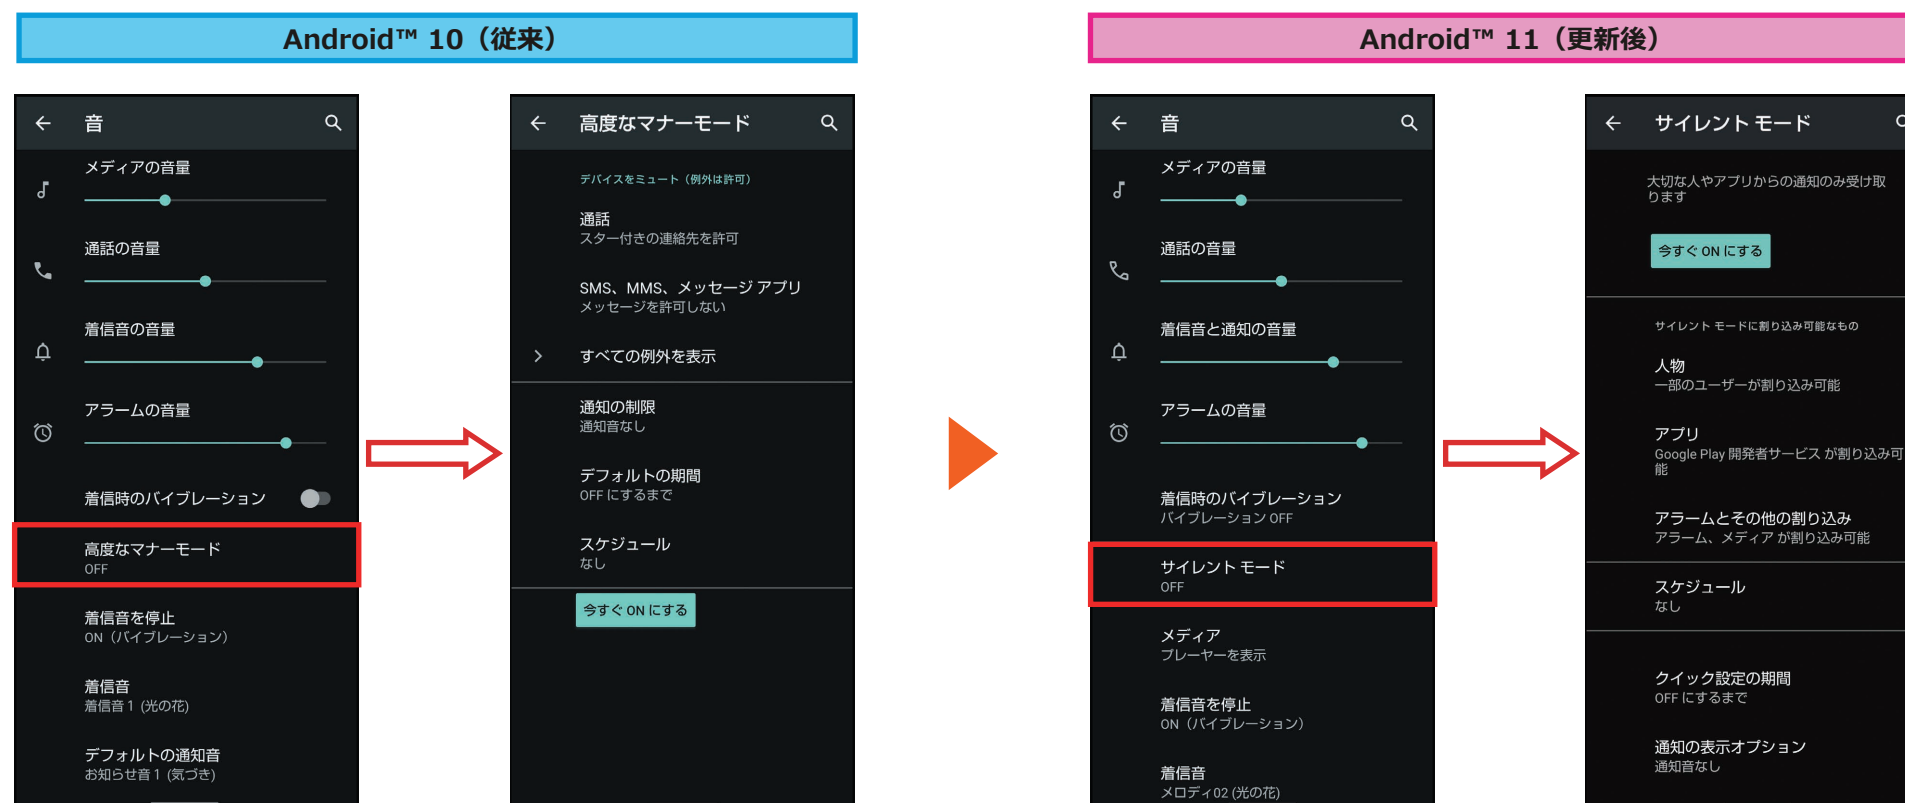 Android™ 10（従来）
音
メディアの音量
通話の音量
着信音の音量
アラームの音量
着信時のバイブレーション
高度なマナーモード
OFF
着信音を停止
ON（バイブレーション）
着信音
着信音１ (光の花)
デフォルトの通知音
お知らせ音１ (気づき)
高度なマナーモード
デバイスをミュート（例外は許可）
通話
スター付きの連絡先を許可
SMS、MMS、メッセージ アプリ
メッセージを許可しない
すべての例外を表示
通知の制限
通知音なし
デフォルトの期間
OFF にするまで
スケジュール
なし
今すぐ ON にする
Android™ 11（更新後）
音
メディアの音量
通話の音量
着信音と通知の音量
アラームの音量
着信時のバイブレーション
バイブレーション OFF
サイレント モード
OFF
メディア
プレーヤーを表示
着信音を停止
ON（バイブレーション）
着信音
メロディ02 (光の花)
サイレント モード
大切な人やアプリからの通知のみ受け取
ります
今すぐ ON にする
サイレント モードに割り込み可能なもの
人物
一部のユーザーが割り込み可能
アプリ
Google Play 開発者サービス が割り込み可
能
アラームとその他の割り込み
アラーム、メディア が割り込み可能
スケジュール
なし
クイック設定の期間
OFF にするまで
通知の表示オプション
通知音なし